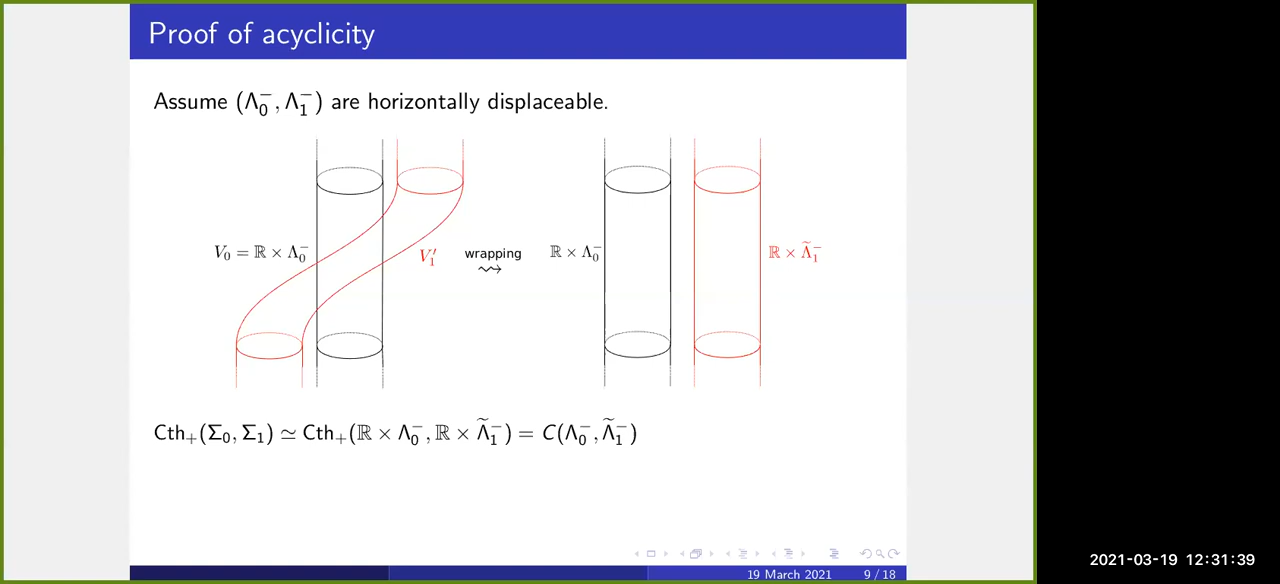 Proof of acyclicity
Assume (Λ₀⁻, Λ₁⁻) are horizontally displaceable.
V₀ = ℝ × Λ₀⁻
V₁′
wrapping
⇝
ℝ × Λ₀⁻
ℝ × Λ̃₁⁻
Cth₊(Σ₀, Σ₁) ≃ Cth₊(ℝ × Λ₀⁻, ℝ × Λ̃₁⁻) = C(Λ₀⁻, Λ̃₁⁻)
19 March 2021 9 / 18
2021-03-19 12:31:39